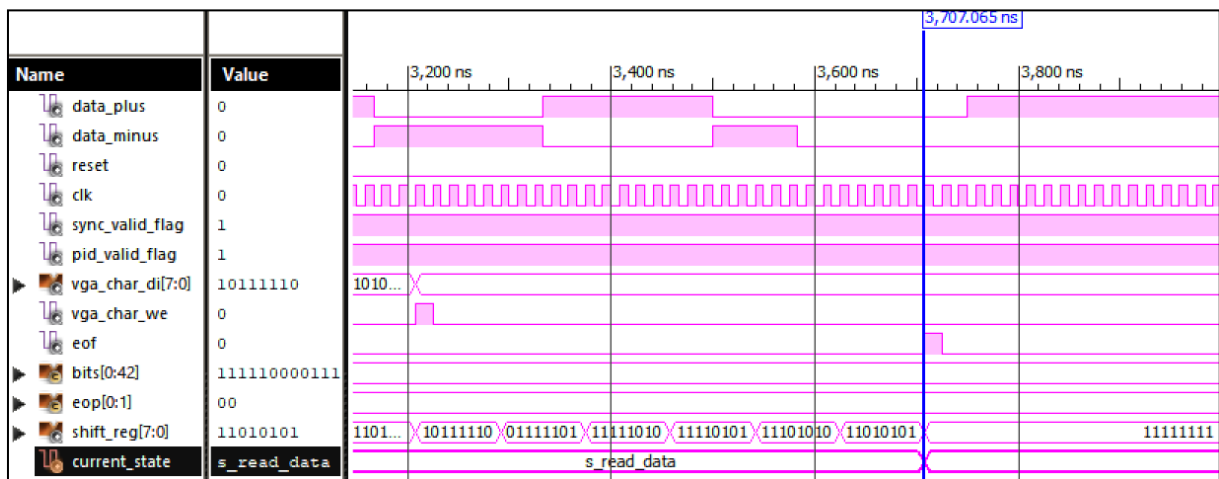 3,707.065 ns
Name Value 3,200 ns 3,400 ns 3,600 ns 3,800 ns
data_plus 0
data_minus 0
reset 0
clk 0
sync_valid_flag 1
pid_valid_flag 1
vga_char_di[7:0] 10111110 1010...
vga_char_we 0
eof 0
bits[0:42] 111110000111
eop[0:1] 00
shift_reg[7:0] 11010101 1101... 10111110 01111101 11111010 11110101 11101010 11010101 11111111
current_state s_read_data s_read_data